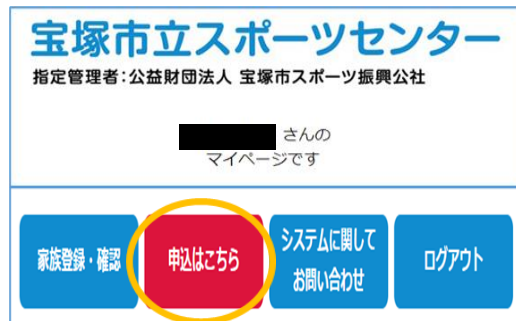 宝塚市立スポーツセンター
指定管理者:公益財団法人 宝塚市スポーツ振興公社
さんの
マイページです
家族登録・確認
申込はこちら
システムに関して
お問い合わせ
ログアウト